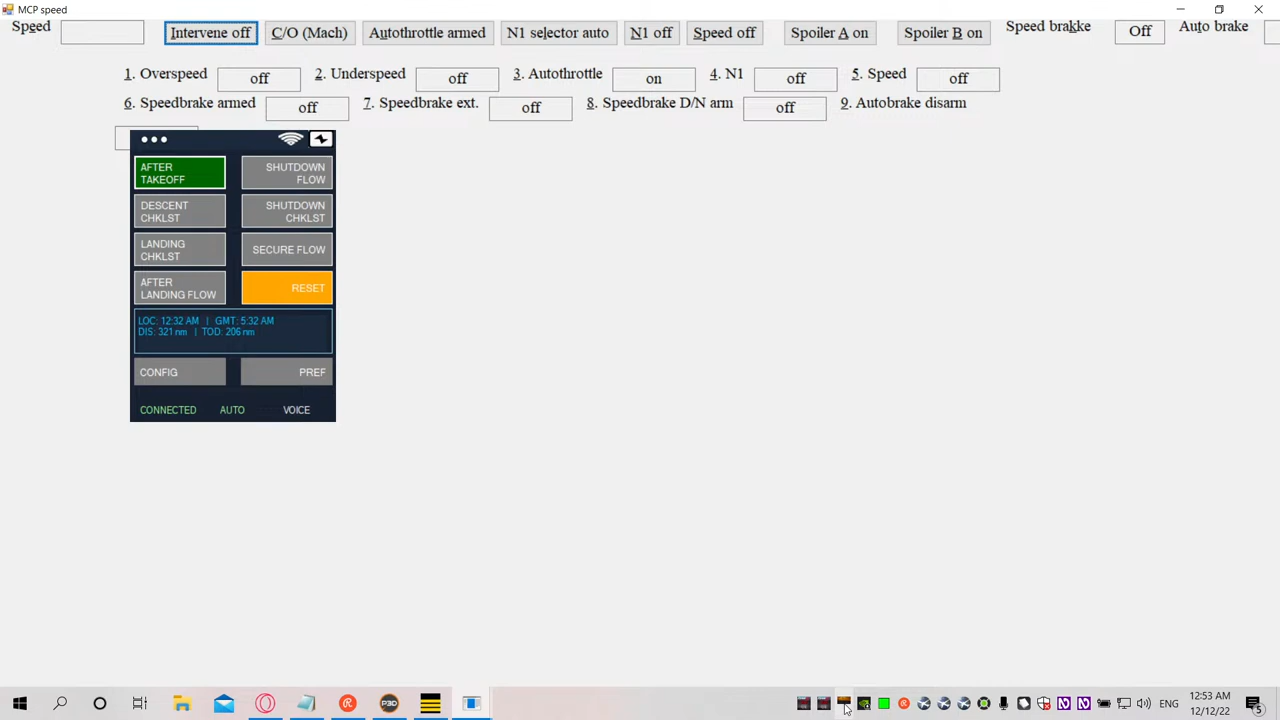 MCP speed
Speed Intervene off C/O (Mach) Autothrottle armed N1 selector auto N1 off Speed off Spoiler A on Spoiler B on Speed brakke Off Auto brake
1. Overspeed off 2. Underspeed off 3. Autothrottle on 4. N1 off 5. Speed off
6. Speedbrake armed off 7. Speedbrake ext. off 8. Speedbrake D/N arm off 9. Autobrake disarm
AFTER
TAKEOFF
SHUTDOWN
FLOW
DESCENT
CHKLST
SHUTDOWN
CHKLST
LANDING
CHKLST
SECURE FLOW
AFTER
LANDING FLOW
RESET
LOC: 12:32 AM | GMT: 5:32 AM
DIS: 321 nm | TOD: 206 nm
CONFIG PREF
CONNECTED AUTO VOICE
P3D
ENG
12:53 AM
12/12/22
5